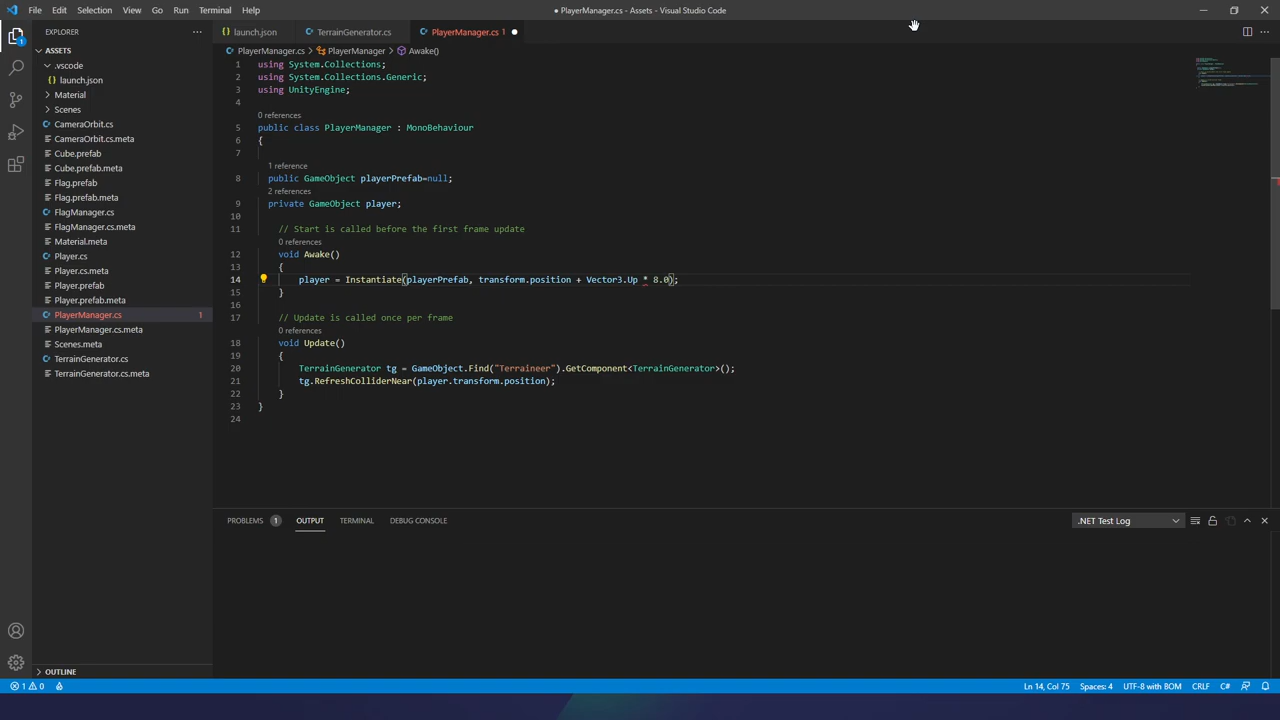 File Edit Selection View Go Run Terminal Help
● PlayerManager.cs - Assets - Visual Studio Code
EXPLORER
ASSETS
.vscode
launch.json
Material
Scenes
CameraOrbit.cs
CameraOrbit.cs.meta
Cube.prefab
Cube.prefab.meta
Flag.prefab
Flag.prefab.meta
FlagManager.cs
FlagManager.cs.meta
Material.meta
Player.cs
Player.cs.meta
Player.prefab
Player.prefab.meta
PlayerManager.cs 1
PlayerManager.cs.meta
Scenes.meta
TerrainGenerator.cs
TerrainGenerator.cs.meta
OUTLINE
launch.json TerrainGenerator.cs PlayerManager.cs 1
PlayerManager.cs > PlayerManager > Awake()
1 using System.Collections;
2 using System.Collections.Generic;
3 using UnityEngine;
4
0 references
5 public class PlayerManager : MonoBehaviour
6 {
7
1 reference
8 public GameObject playerPrefab=null;
2 references
9 private GameObject player;
10
11 // Start is called before the first frame update
0 references
12 void Awake()
13 {
14 player = Instantiate(playerPrefab, transform.position + Vector3.Up * 8.0);
15 }
16
17 // Update is called once per frame
0 references
18 void Update()
19 {
20 TerrainGenerator tg = GameObject.Find("Terraineer").GetComponent<TerrainGenerator>();
21 tg.RefreshColliderNear(player.transform.position);
22 }
23 }
24
PROBLEMS 1 OUTPUT TERMINAL DEBUG CONSOLE
.NET Test Log
1 0
Ln 14, Col 75 Spaces: 4 UTF-8 with BOM CRLF C#